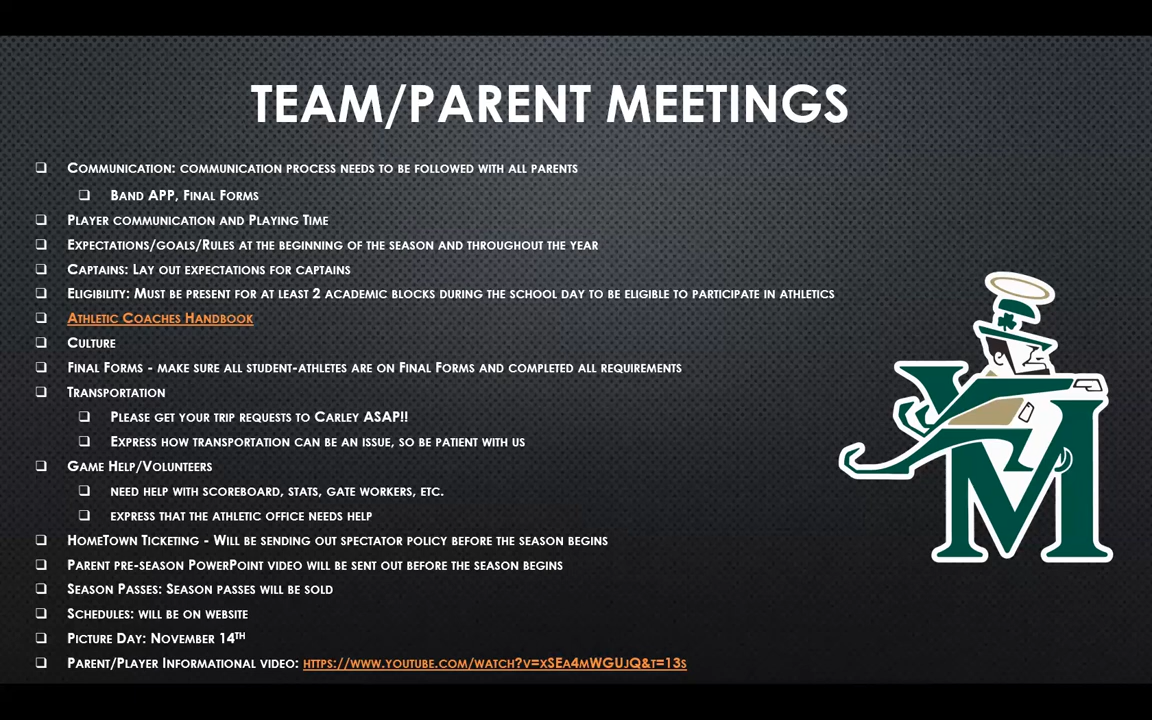 TEAM/PARENT MEETINGS
❑ Communication: communication process needs to be followed with all parents
❑ Band APP, Final Forms
❑ Player communication and Playing Time
❑ Expectations/goals/Rules at the beginning of the season and throughout the year
❑ Captains: Lay out expectations for captains
❑ Eligibility: Must be present for at least 2 academic blocks during the school day to be eligible to participate in athletics
❑ Athletic Coaches Handbook
❑ Culture
❑ Final Forms - make sure all student-athletes are on Final Forms and completed all requirements
❑ Transportation
❑ Please get your trip requests to Carley ASAP!!
❑ Express how transportation can be an issue, so be patient with us
❑ Game Help/Volunteers
❑ need help with scoreboard, stats, gate workers, etc.
❑ express that the athletic office needs help
❑ HomeTown Ticketing - Will be sending out spectator policy before the season begins
❑ Parent pre-season PowerPoint video will be sent out before the season begins
❑ Season Passes: Season passes will be sold
❑ Schedules: will be on website
❑ Picture Day: November 14th
❑ Parent/Player Informational video: https://www.youtube.com/watch?v=xSEa4mWGUjQ&t=13s
VM